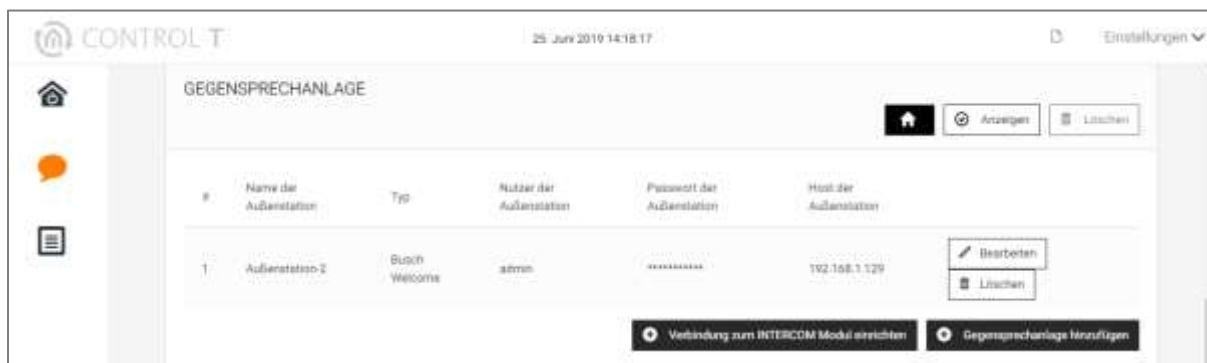 CONTROL T
25. Juni 2019 14:18:17
Einstellungen
GEGENSPRECHANLAGE
Anzeigen
Löschen
# Name der Außenstation Typ Nutzer der Außenstation Passwort der Außenstation Host der Außenstation
1 Außenstation-2 Busch Welcome admin *********** 192.168.1.129
Bearbeiten
Löschen
Verbindung zum INTERCOM Modul einrichten
Gegensprechanlage hinzufügen